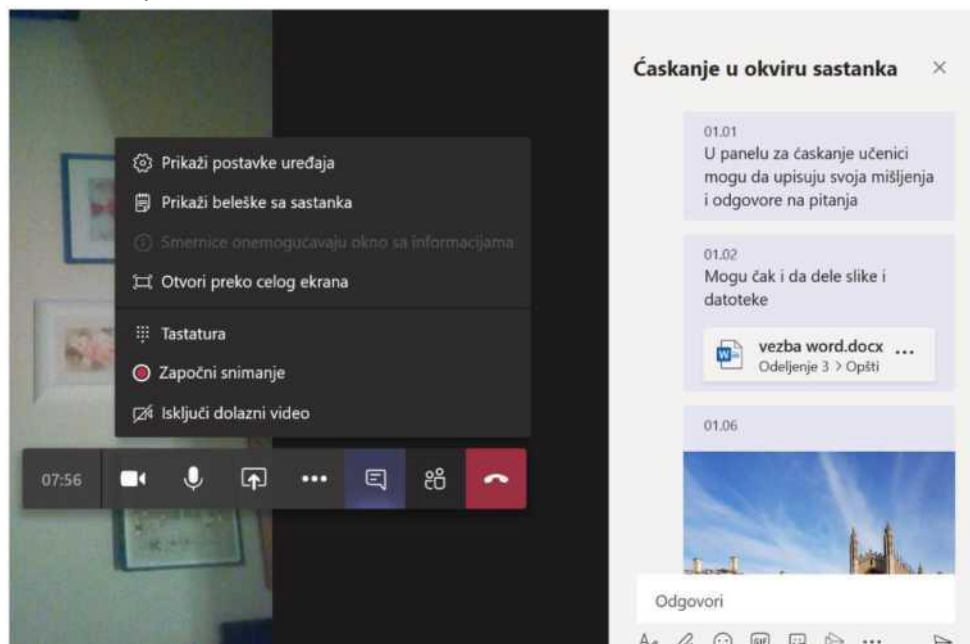 Prikaži postavke uređaja
Prikaži beleške sa sastanka
Smernice onemogućavaju okno sa informacijama
Otvori preko celog ekrana
Tastatura
Započni snimanje
Isključi dolazni video
07:56
Ćaskanje u okviru sastanka
01.01
U panelu za ćaskanje učenici
mogu da upisuju svoja mišljenja
i odgovore na pitanja
01.02
Mogu čak i da dele slike i
datoteke
vezba word.docx
Odeljenje 3 > Opšti
01.06
Odgovori
GIF